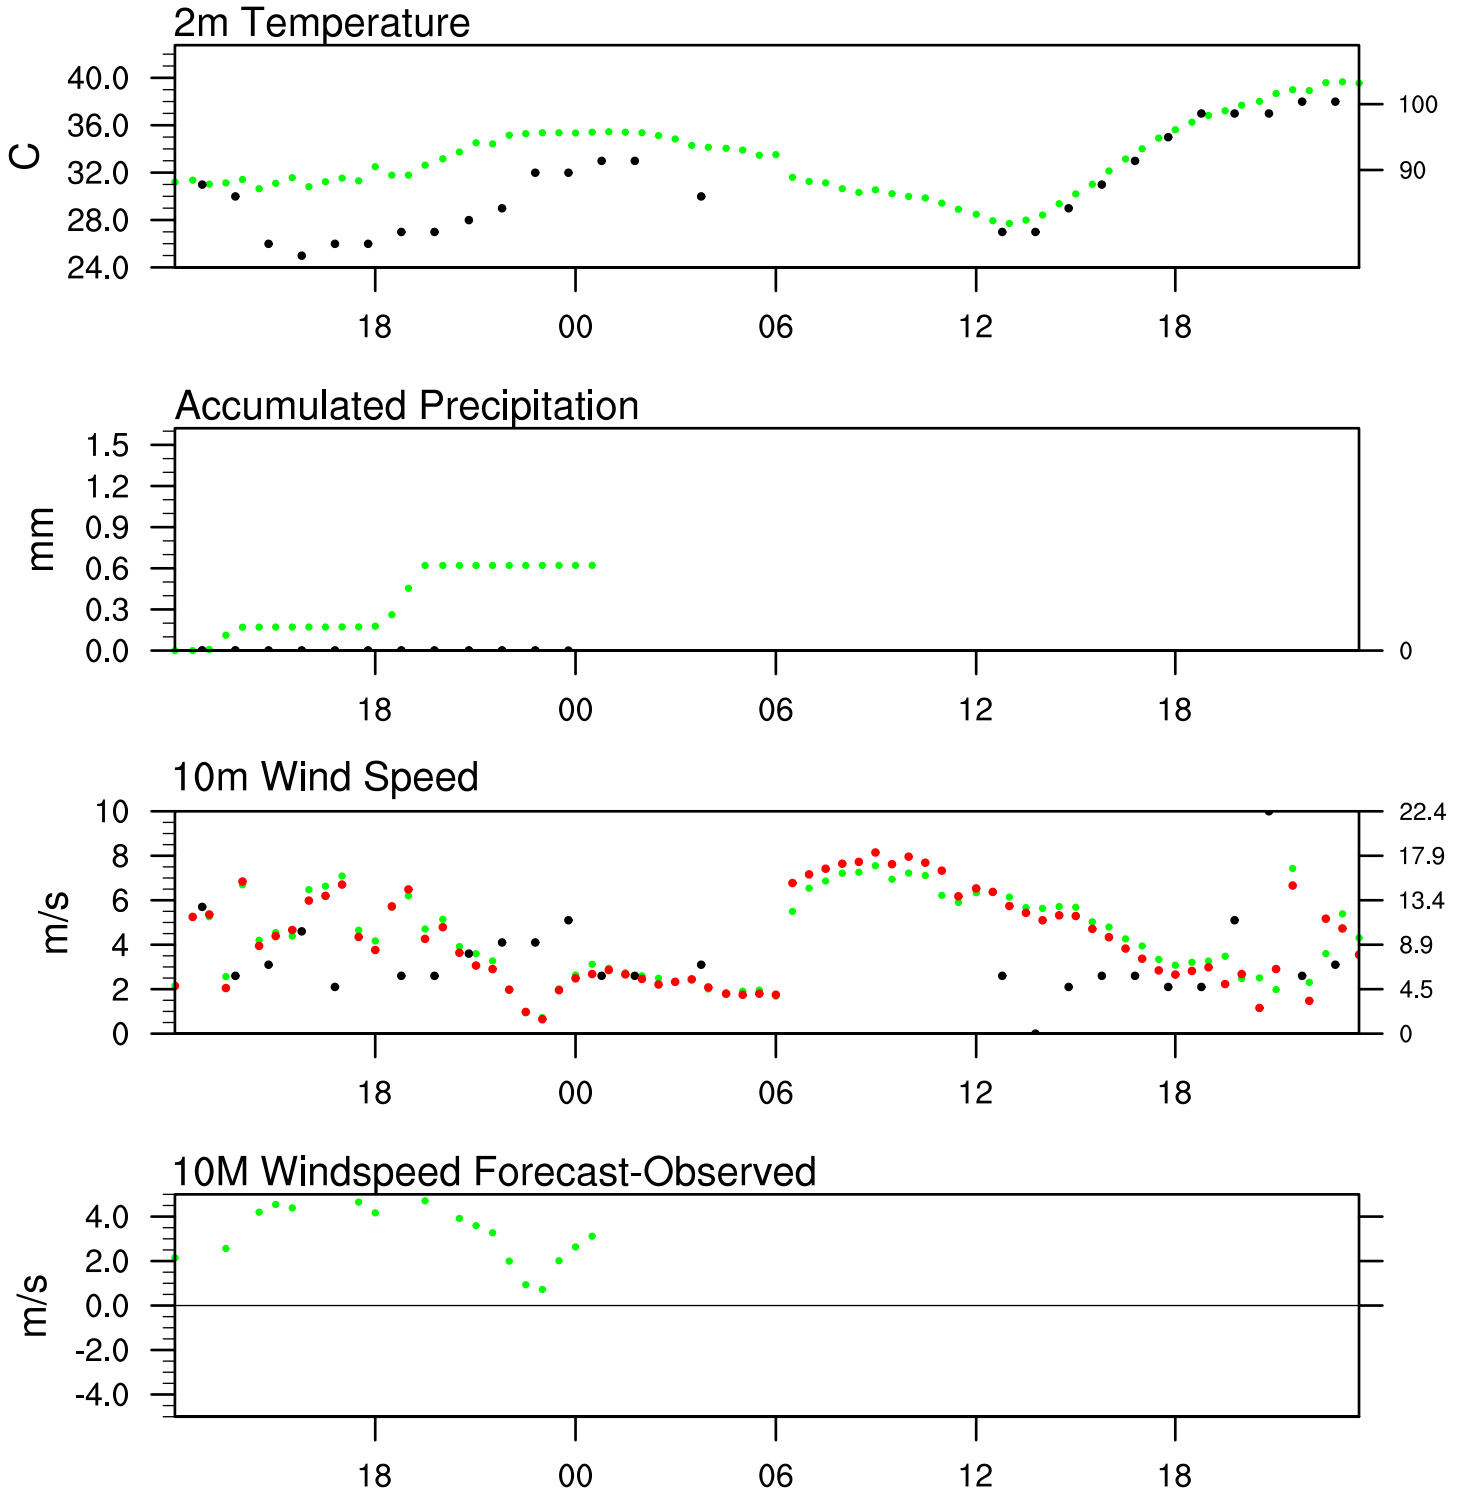 2m Temperature
C
40.0
36.0
32.0
28.0
24.0
100
90
18 00 06 12 18
Accumulated Precipitation
mm
1.5
1.2
0.9
0.6
0.3
0.0
0
18 00 06 12 18
10m Wind Speed
m/s
10
8
6
4
2
0
22.4
17.9
13.4
8.9
4.5
0
18 00 06 12 18
10M Windspeed Forecast-Observed
m/s
4.0
2.0
0.0
-2.0
-4.0
18 00 06 12 18